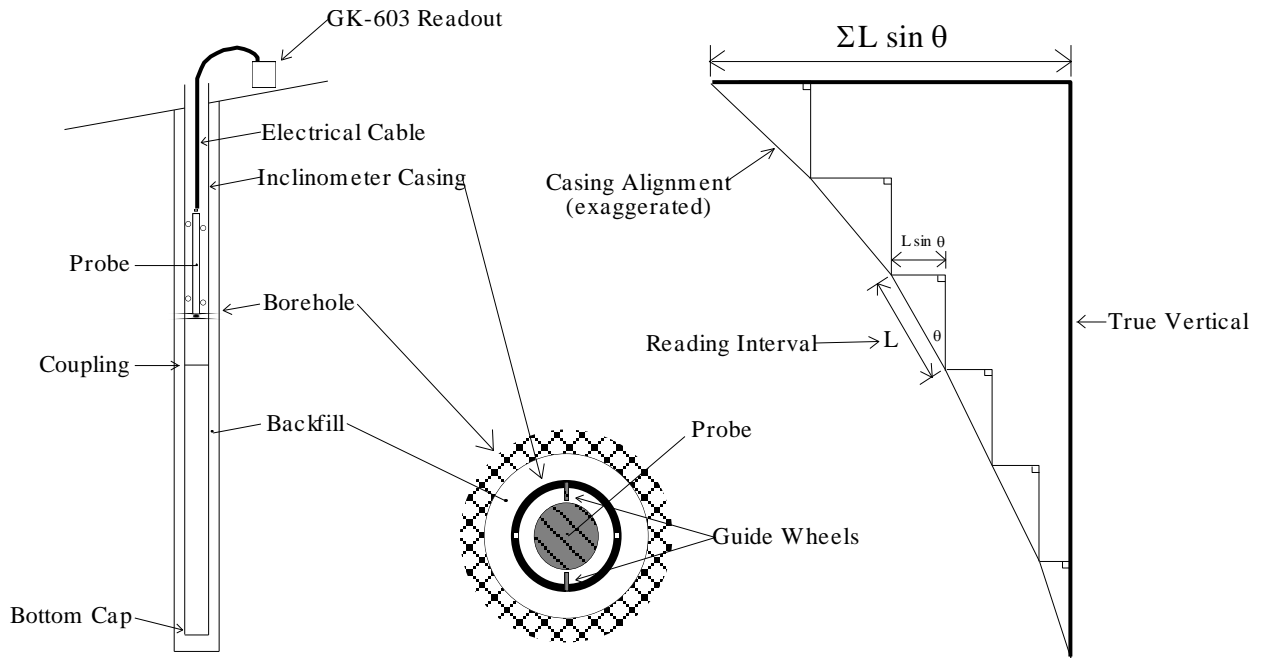 GK-603 Readout
Electrical Cable
Inclinometer Casing
Probe
Borehole
Coupling
Backfill
Bottom Cap
Probe
Guide Wheels
ΣL sin θ
Casing Alignment
(exaggerated)
L sin θ
Reading Interval
L
θ
True Vertical